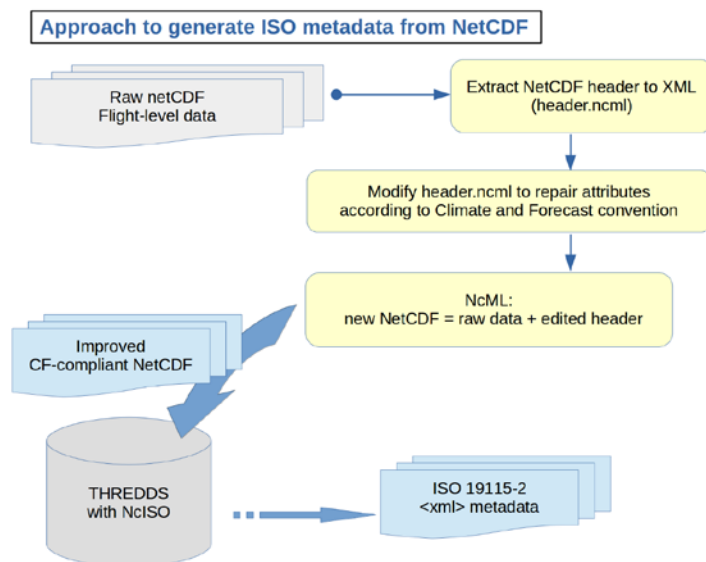 Approach to generate ISO metadata from NetCDF
Raw netCDF
Flight-level data
Extract NetCDF header to XML
(header.ncml)
Modify header.ncml to repair attributes
according to Climate and Forecast convention
NcML:
new NetCDF = raw data + edited header
Improved
CF-compliant NetCDF
THREDDS
with NcISO
ISO 19115-2
<xml> metadata